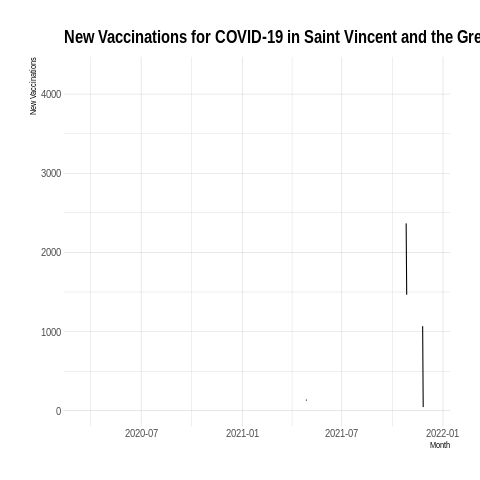 New Vaccinations for COVID-19 in Saint Vincent and the Gre
New Vaccinations
4000
3000
2000
1000
0
2020-07 2021-01 2021-07 2022-01
Month